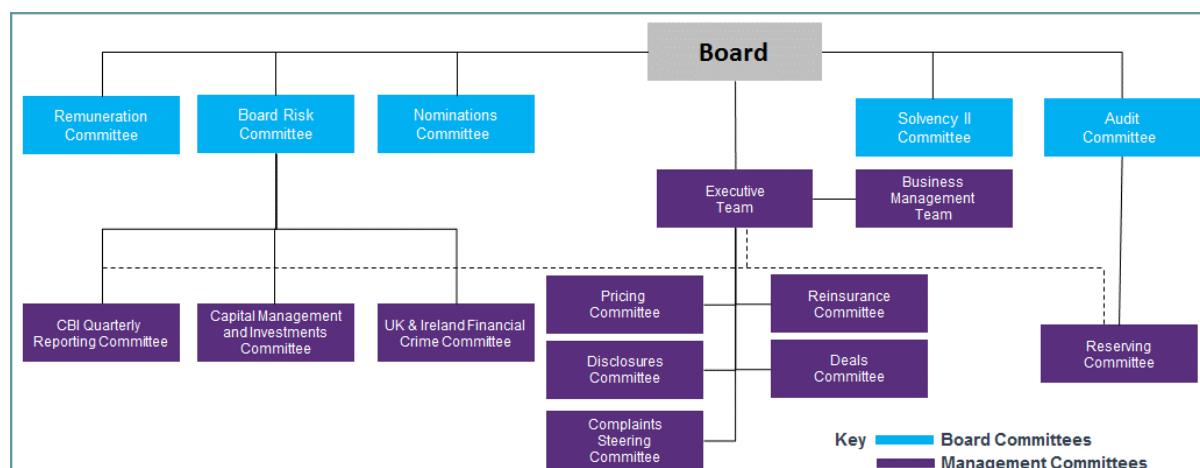 Board
Remuneration
Committee
Board Risk
Committee
Nominations
Committee
Solvency II
Committee
Audit
Committee
Executive
Team
Business
Management
Team
CBI Quarterly
Reporting Committee
Capital Management
and Investments
Committee
UK & Ireland Financial
Crime Committee
Pricing
Committee
Reinsurance
Committee
Disclosures
Committee
Deals
Committee
Reserving
Committee
Complaints
Steering
Committee
Key
Board Committees
Management Committees